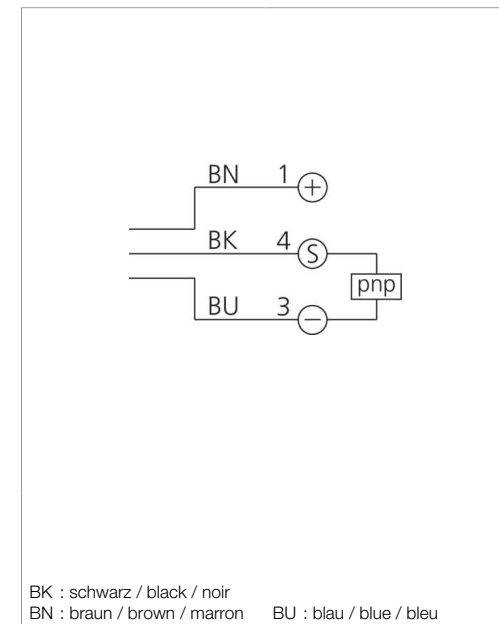 BN 1 +
BK 4 S
pnp
BU 3 −
BK : schwarz / black / noir
BN : braun / brown / marron BU : blau / blue / bleu